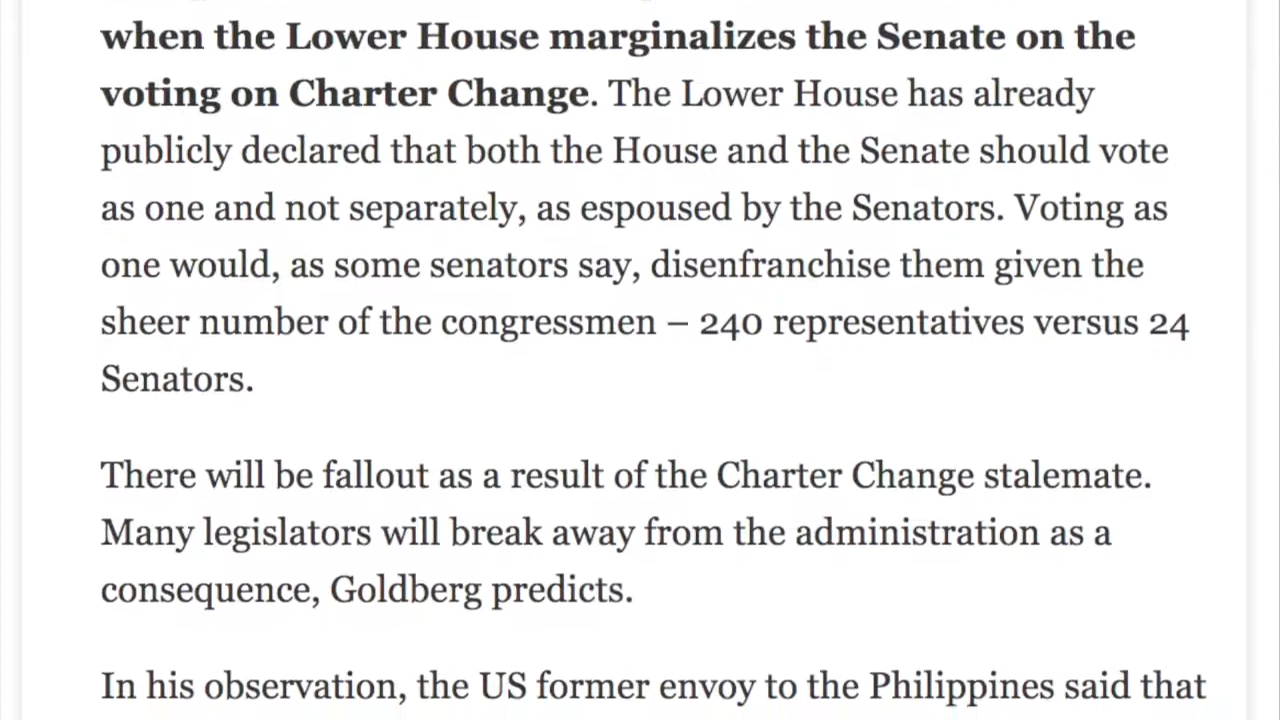 when the Lower House marginalizes the Senate on the
voting on Charter Change. The Lower House has already
publicly declared that both the House and the Senate should vote
as one and not separately, as espoused by the Senators. Voting as
one would, as some senators say, disenfranchise them given the
sheer number of the congressmen – 240 representatives versus 24
Senators.
There will be fallout as a result of the Charter Change stalemate.
Many legislators will break away from the administration as a
consequence, Goldberg predicts.
In his observation, the US former envoy to the Philippines said that